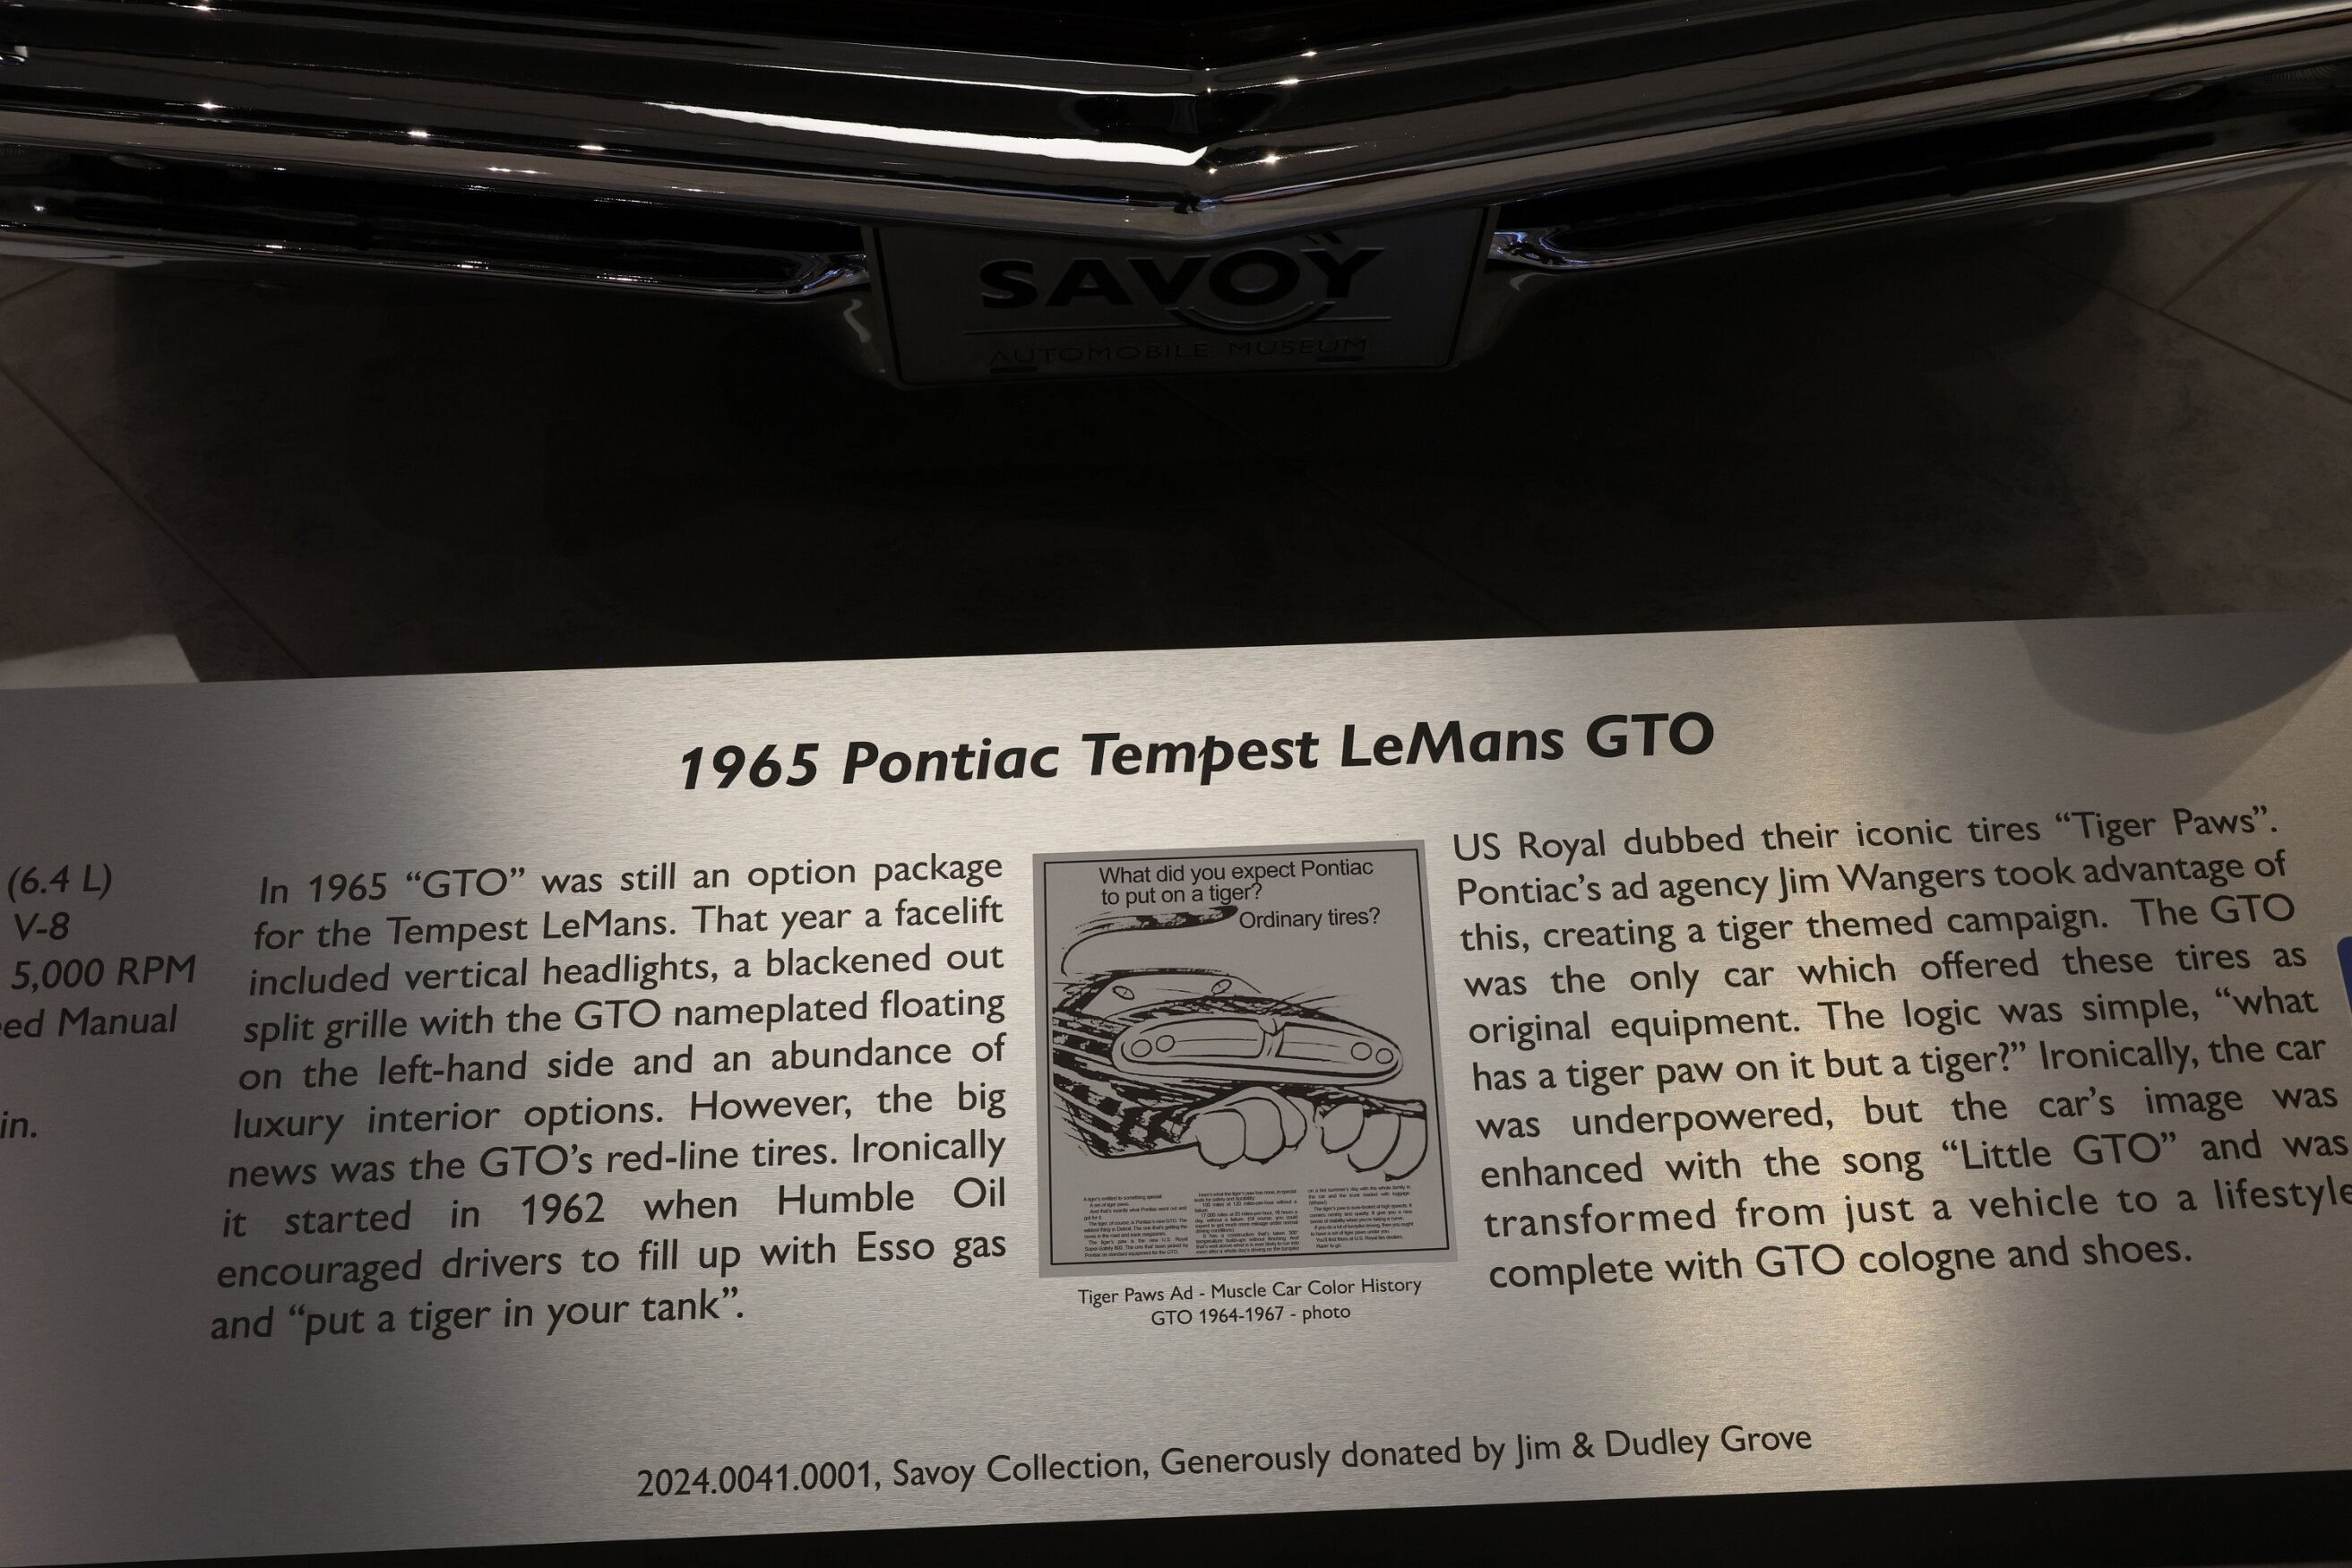 SAVOY
AUTOMOBILE MUSEUM
1965 Pontiac Tempest LeMans GTO
(6.4 L)
V-8
5,000 RPM
ed Manual
in.
In 1965 “GTO” was still an option package
for the Tempest LeMans. That year a facelift
included vertical headlights, a blackened out
split grille with the GTO nameplated floating
on the left-hand side and an abundance of
luxury interior options. However, the big
news was the GTO’s red-line tires. Ironically
it started in 1962 when Humble Oil
encouraged drivers to fill up with Esso gas
and “put a tiger in your tank”.
What did you expect Pontiac
to put on a tiger?
Ordinary tires?
Tiger Paws Ad - Muscle Car Color History
GTO 1964-1967 - photo
US Royal dubbed their iconic tires “Tiger Paws”.
Pontiac’s ad agency Jim Wangers took advantage of
this, creating a tiger themed campaign. The GTO
was the only car which offered these tires as
original equipment. The logic was simple, “what
has a tiger paw on it but a tiger?” Ironically, the car
was underpowered, but the car’s image was
enhanced with the song “Little GTO” and was
transformed from just a vehicle to a lifestyle
complete with GTO cologne and shoes.
2024.0041.0001, Savoy Collection, Generously donated by Jim & Dudley Grove